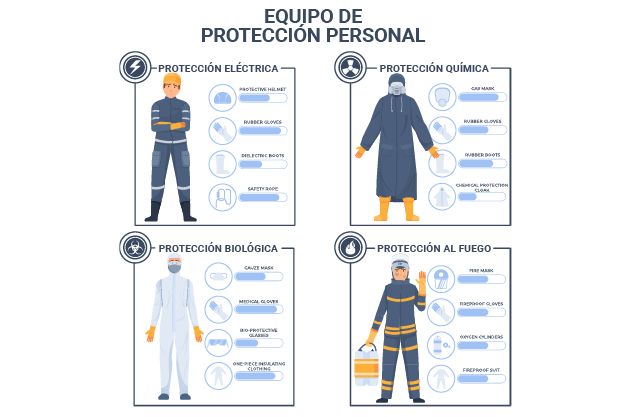 EQUIPO DE
PROTECCIÓN PERSONAL
PROTECCIÓN ELÉCTRICA
PROTECTIVE HELMET
RUBBER GLOVES
DIELECTRIC BOOTS
SAFETY ROPE
PROTECCIÓN QUÍMICA
GAS MASK
RUBBER GLOVES
RUBBER BOOTS
CHEMICAL PROTECTION
CLOAK
PROTECCIÓN BIOLÓGICA
GAUZE MASK
MEDICAL GLOVES
BIO-PROTECTIVE
GLASSES
ONE-PIECE INSULATING
CLOTHING
PROTECCIÓN AL FUEGO
FIRE MASK
FIREPROOF GLOVES
OXYGEN CYLINDERS
FIREPROOF SUIT